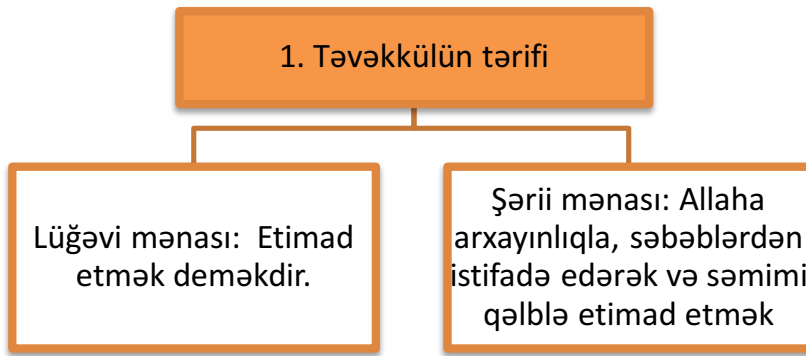 1. Təvəkkülün tərifi
Lüğəvi mənası:  Etimad
etmək deməkdir.
Şərii mənası: Allaha
arxayınlıqla, səbəblərdən
istifadə edərək və səmimi
qəlblə etimad etmək